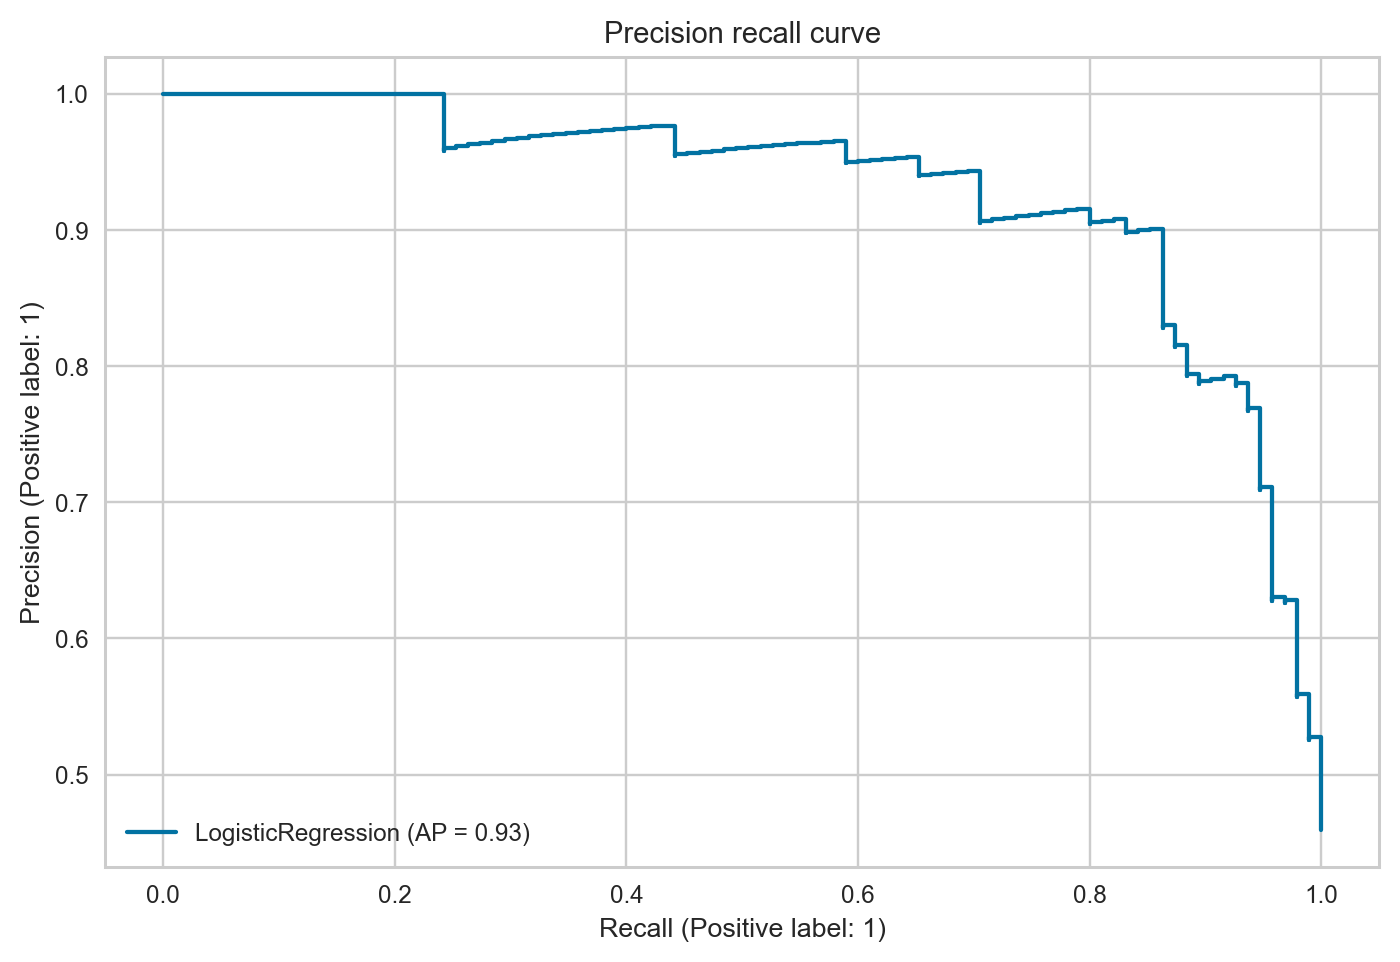 Precision recall curve
1.0
0.9
0.8
0.7
0.6
0.5
Precision (Positive label: 1)
LogisticRegression (AP = 0.93)
0.0 0.2 0.4 0.6 0.8 1.0
Recall (Positive label: 1)